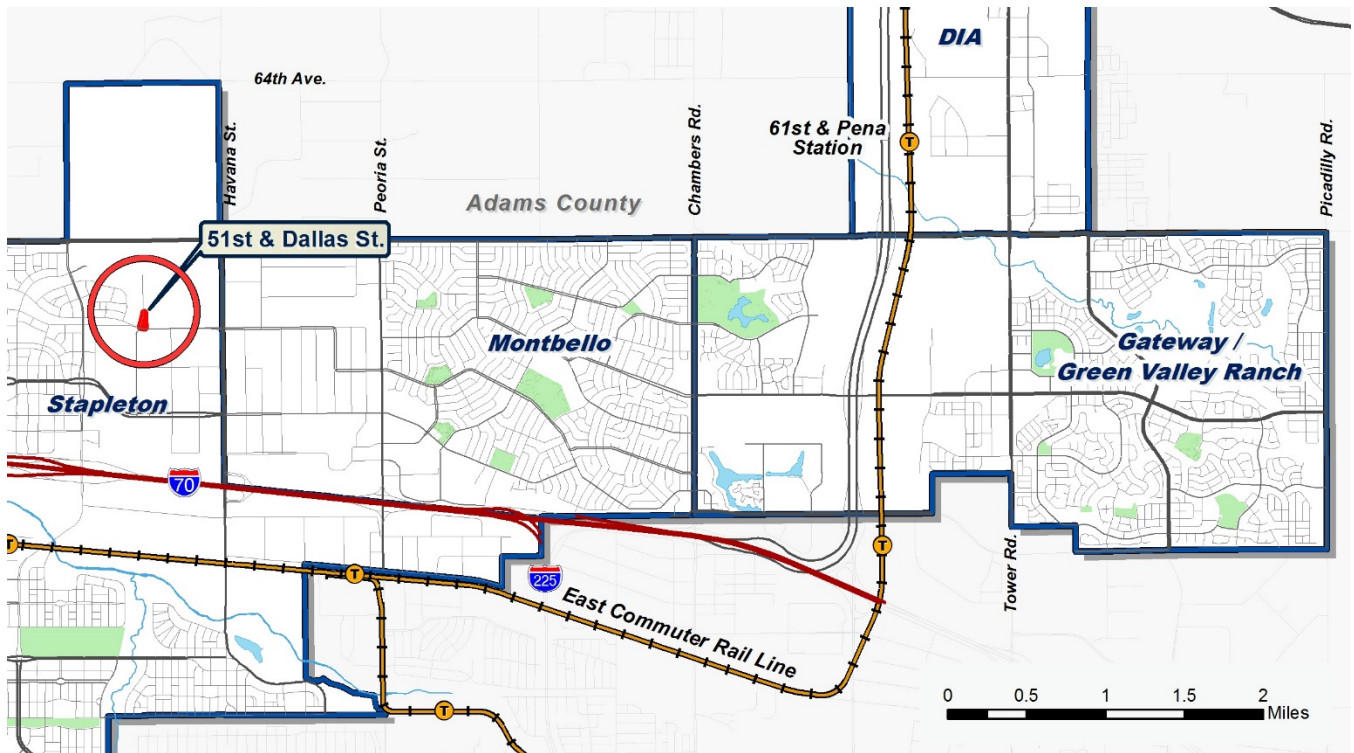 DIA
64th Ave.
Havana St.
Peoria St.
Chambers Rd.
61st & Pena
Station
T
Picadilly Rd.
Adams County
51st & Dallas St.
Montbello
Gateway /
Green Valley Ranch
Stapleton
70
T
T
T
225
East Commuter Rail Line
Tower Rd.
T
0 0.5 1 1.5 2
Miles